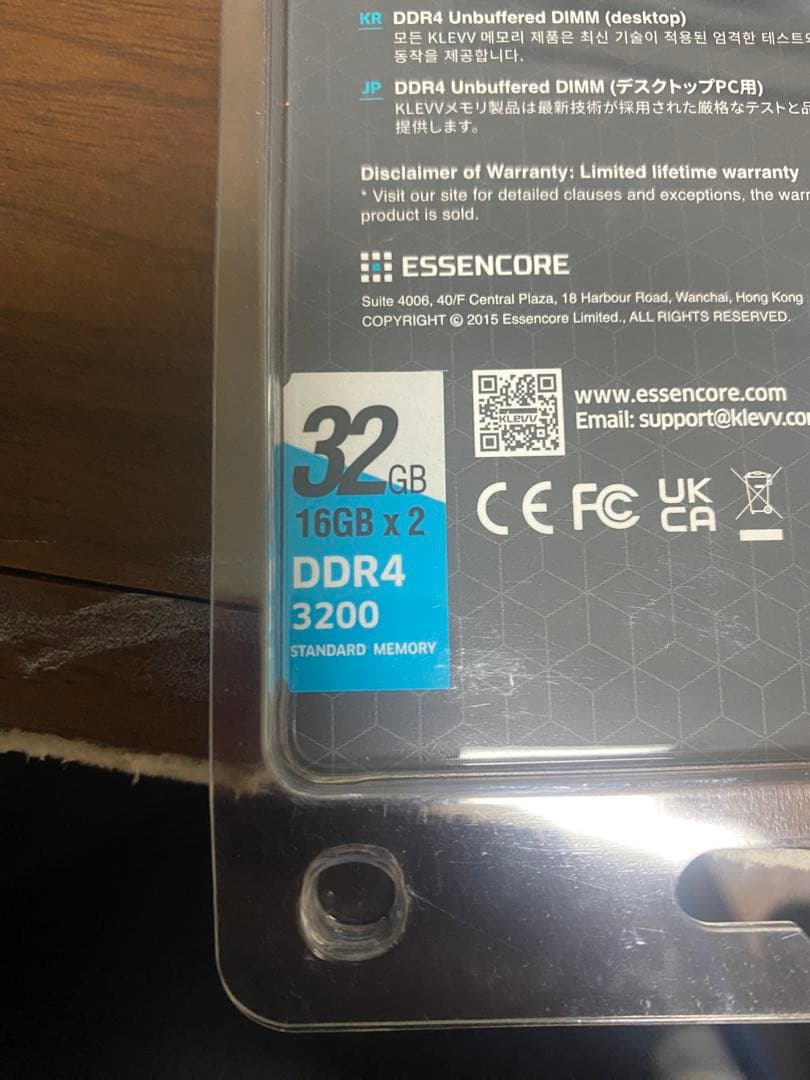 KR DDR4 Unbuffered DIMM (desktop)
모든 KLEVV 메모리 제품은 최신 기술이 적용된 엄격한 테스트와
동작을 제공합니다.
JP DDR4 Unbuffered DIMM (デスクトップPC用)
KLEVVメモリ製品は最新技術が採用された厳格なテストと品
提供します。
Disclaimer of Warranty: Limited lifetime warranty
* Visit our site for detailed clauses and exceptions, the warr
product is sold.
ESSENCORE
Suite 4006, 40/F Central Plaza, 18 Harbour Road, Wanchai, Hong Kong
COPYRIGHT © 2015 Essencore Limited., ALL RIGHTS RESERVED.
KLEVV
www.essencore.com
Email: support@klevv.co
32GB
16GB x 2
DDR4
3200
STANDARD MEMORY
CE FC UK
CA